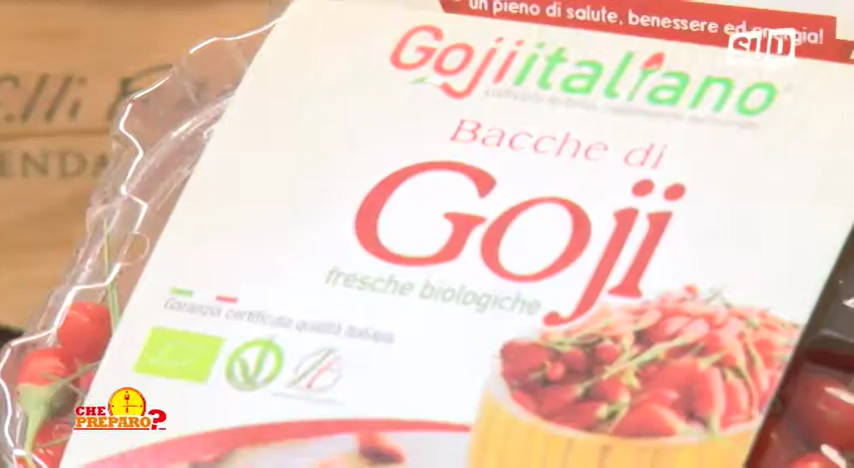 un pieno di salute, benessere ed energia!
Gojiitaliano
Bacche di
Goji
fresche biologiche
Garanzia certificata qualità italiana
CHE
PREPARO?
F.lli